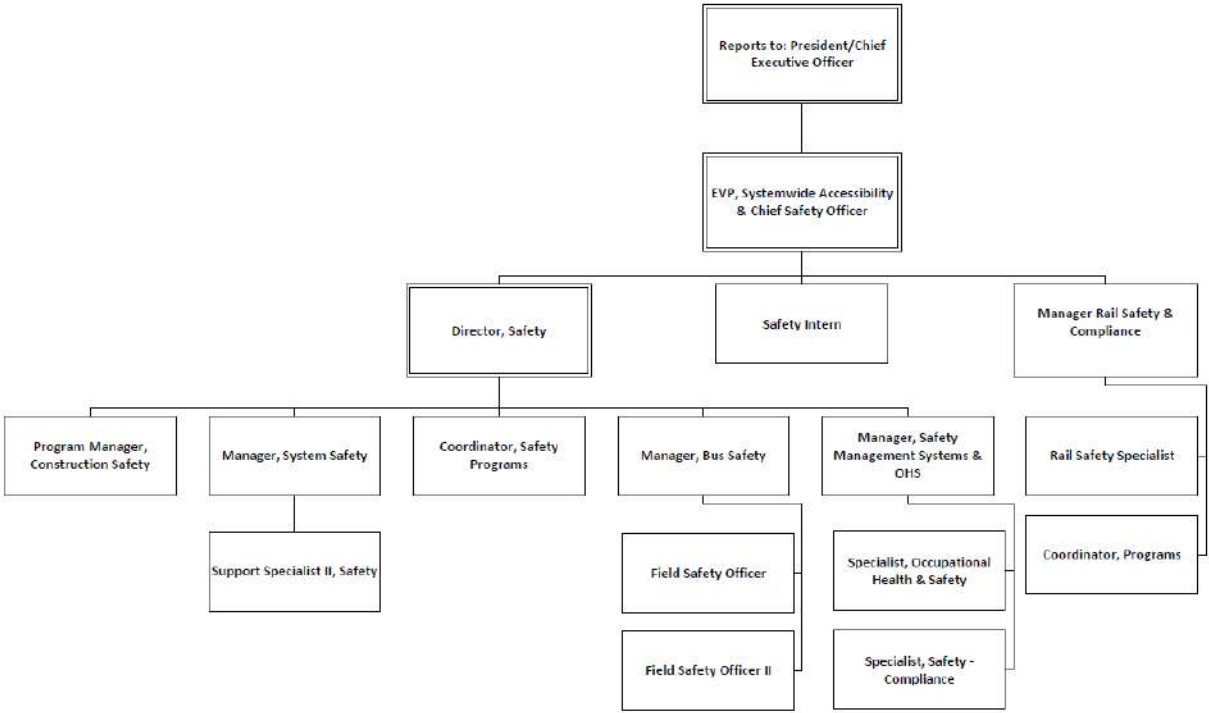 Reports to: President/Chief
Executive Officer
EVP, Systemwide Accessibility
& Chief Safety Officer
Director, Safety
Safety Intern
Manager Rail Safety &
Compliance
Program Manager,
Construction Safety
Manager, System Safety
Coordinator, Safety
Programs
Manager, Bus Safety
Manager, Safety
Management Systems &
OHS
Rail Safety Specialist
Support Specialist II, Safety
Field Safety Officer
Specialist, Occupational
Health & Safety
Coordinator, Programs
Field Safety Officer II
Specialist, Safety -
Compliance